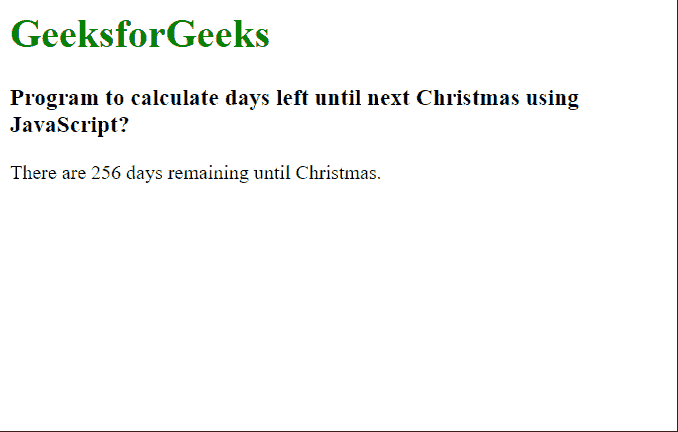 GeeksforGeeks
Program to calculate days left until next Christmas using
JavaScript?
There are 256 days remaining until Christmas.